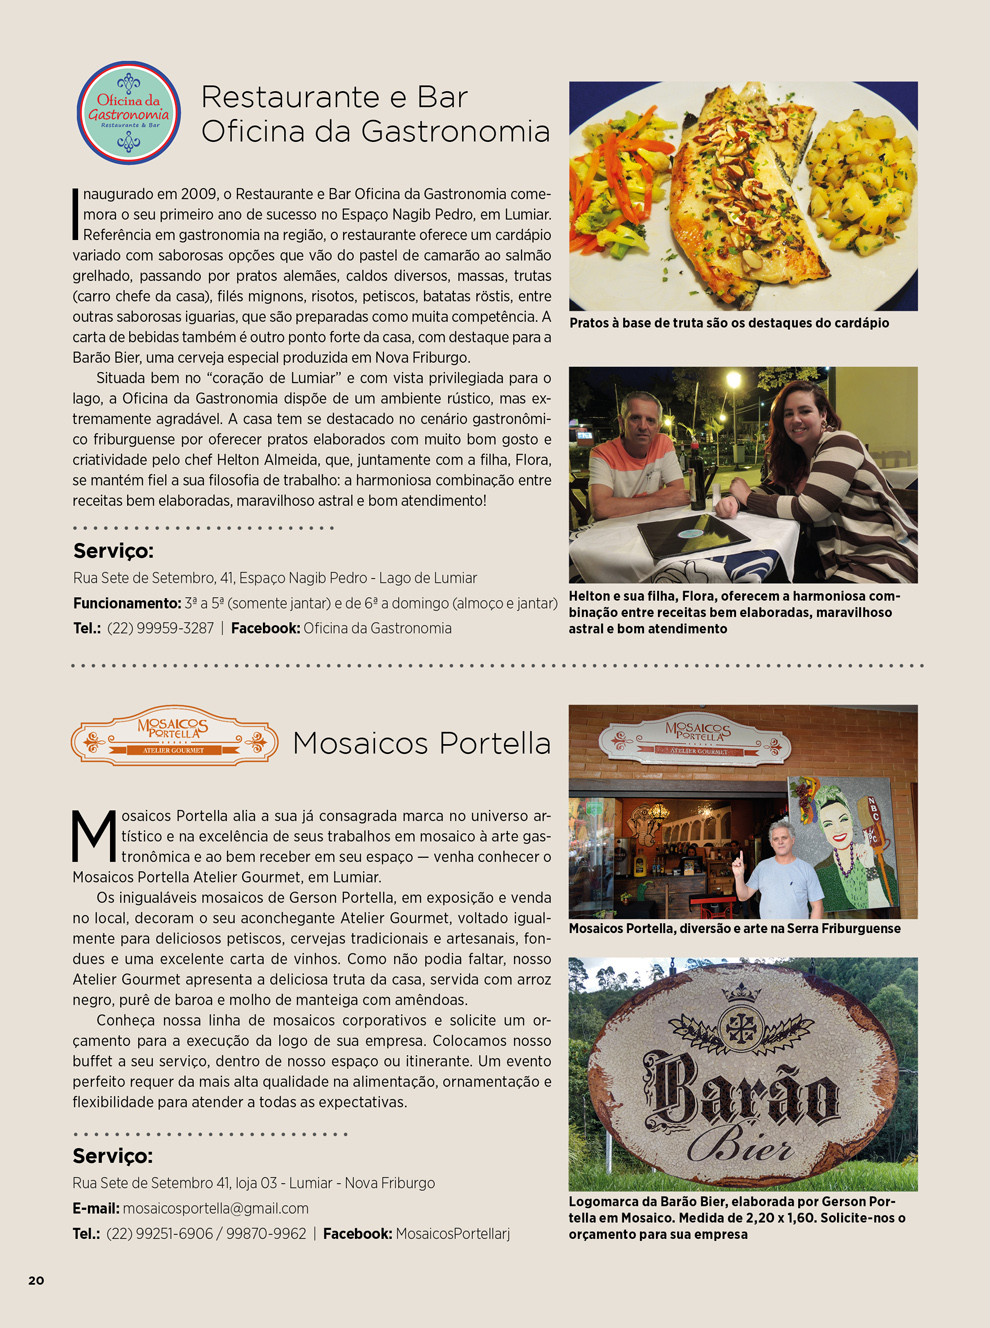 Oficina da
Gastronomia
Restaurante & Bar
Restaurante e Bar
Oficina da Gastronomia
Inaugurado em 2009, o Restaurante e Bar Oficina da Gastronomia come-
mora o seu primeiro ano de sucesso no Espaço Nagib Pedro, em Lumiar.
Referência em gastronomia na região, o restaurante oferece um cardápio
variado com saborosas opções que vão do pastel de camarão ao salmão
grelhado, passando por pratos alemães, caldos diversos, massas, trutas
(carro chefe da casa), filés mignons, risotos, petiscos, batatas röstis, entre
outras saborosas iguarias, que são preparadas como muita competência. A
carta de bebidas também é outro ponto forte da casa, com destaque para a
Barão Bier, uma cerveja especial produzida em Nova Friburgo.
Situada bem no “coração de Lumiar” e com vista privilegiada para o
lago, a Oficina da Gastronomia dispõe de um ambiente rústico, mas ex-
tremamente agradável. A casa tem se destacado no cenário gastronômi-
co friburguense por oferecer pratos elaborados com muito bom gosto e
criatividade pelo chef Helton Almeida, que, juntamente com a filha, Flora,
se mantém fiel a sua filosofia de trabalho: a harmoniosa combinação entre
receitas bem elaboradas, maravilhoso astral e bom atendimento!
Serviço:
Rua Sete de Setembro, 41, Espaço Nagib Pedro - Lago de Lumiar
Funcionamento: 3ª a 5ª (somente jantar) e de 6ª a domingo (almoço e jantar)
Tel.: (22) 99959-3287 | Facebook: Oficina da Gastronomia
Pratos à base de truta são os destaques do cardápio
Helton e sua filha, Flora, oferecem a harmoniosa com-
binação entre receitas bem elaboradas, maravilhoso
astral e bom atendimento
MOSAICOS
PORTELLA
ATELIER GOURMET
Mosaicos Portella
Mosaicos Portella alia a sua já consagrada marca no universo ar-
tístico e na excelência de seus trabalhos em mosaico à arte gas-
tronômica e ao bem receber em seu espaço — venha conhecer o
Mosaicos Portella Atelier Gourmet, em Lumiar.
Os inigualáveis mosaicos de Gerson Portella, em exposição e venda
no local, decoram o seu aconchegante Atelier Gourmet, voltado igual-
mente para deliciosos petiscos, cervejas tradicionais e artesanais, fon-
dues e uma excelente carta de vinhos. Como não podia faltar, nosso
Atelier Gourmet apresenta a deliciosa truta da casa, servida com arroz
negro, purê de baroa e molho de manteiga com amêndoas.
Conheça nossa linha de mosaicos corporativos e solicite um or-
çamento para a execução da logo de sua empresa. Colocamos nosso
buffet a seu serviço, dentro de nosso espaço ou itinerante. Um evento
perfeito requer da mais alta qualidade na alimentação, ornamentação e
flexibilidade para atender a todas as expectativas.
Serviço:
Rua Sete de Setembro 41, loja 03 - Lumiar - Nova Friburgo
E-mail: mosaicosportella@gmail.com
Tel.: (22) 99251-6906 / 99870-9962 | Facebook: MosaicosPortellarj
MOSAICOS
PORTELLA
ATELIER GOURMET
NBC
Mosaicos Portella, diversão e arte na Serra Friburguense
Barão
Bier
Logomarca da Barão Bier, elaborada por Gerson Por-
tella em Mosaico. Medida de 2,20 x 1,60. Solicite-nos o
orçamento para sua empresa
20